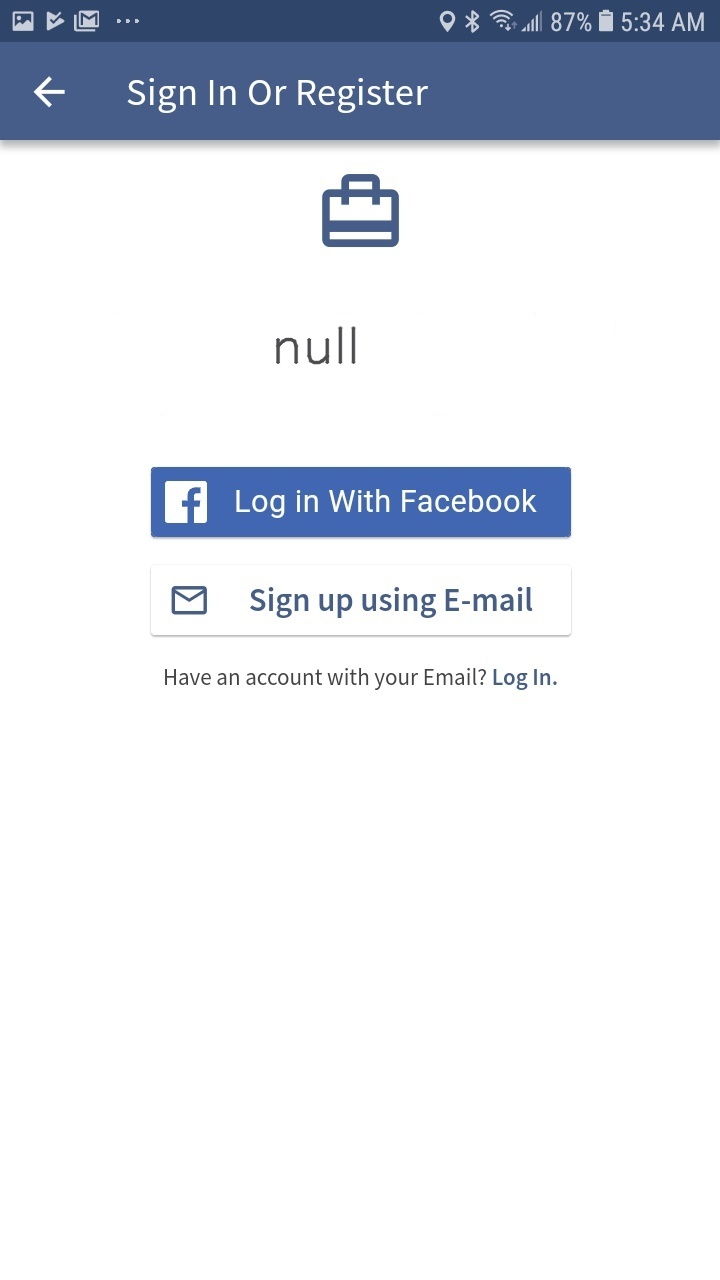 87% 5:34 AM
Sign In Or Register
null
Log in With Facebook
Sign up using E-mail
Have an account with your Email? Log In.